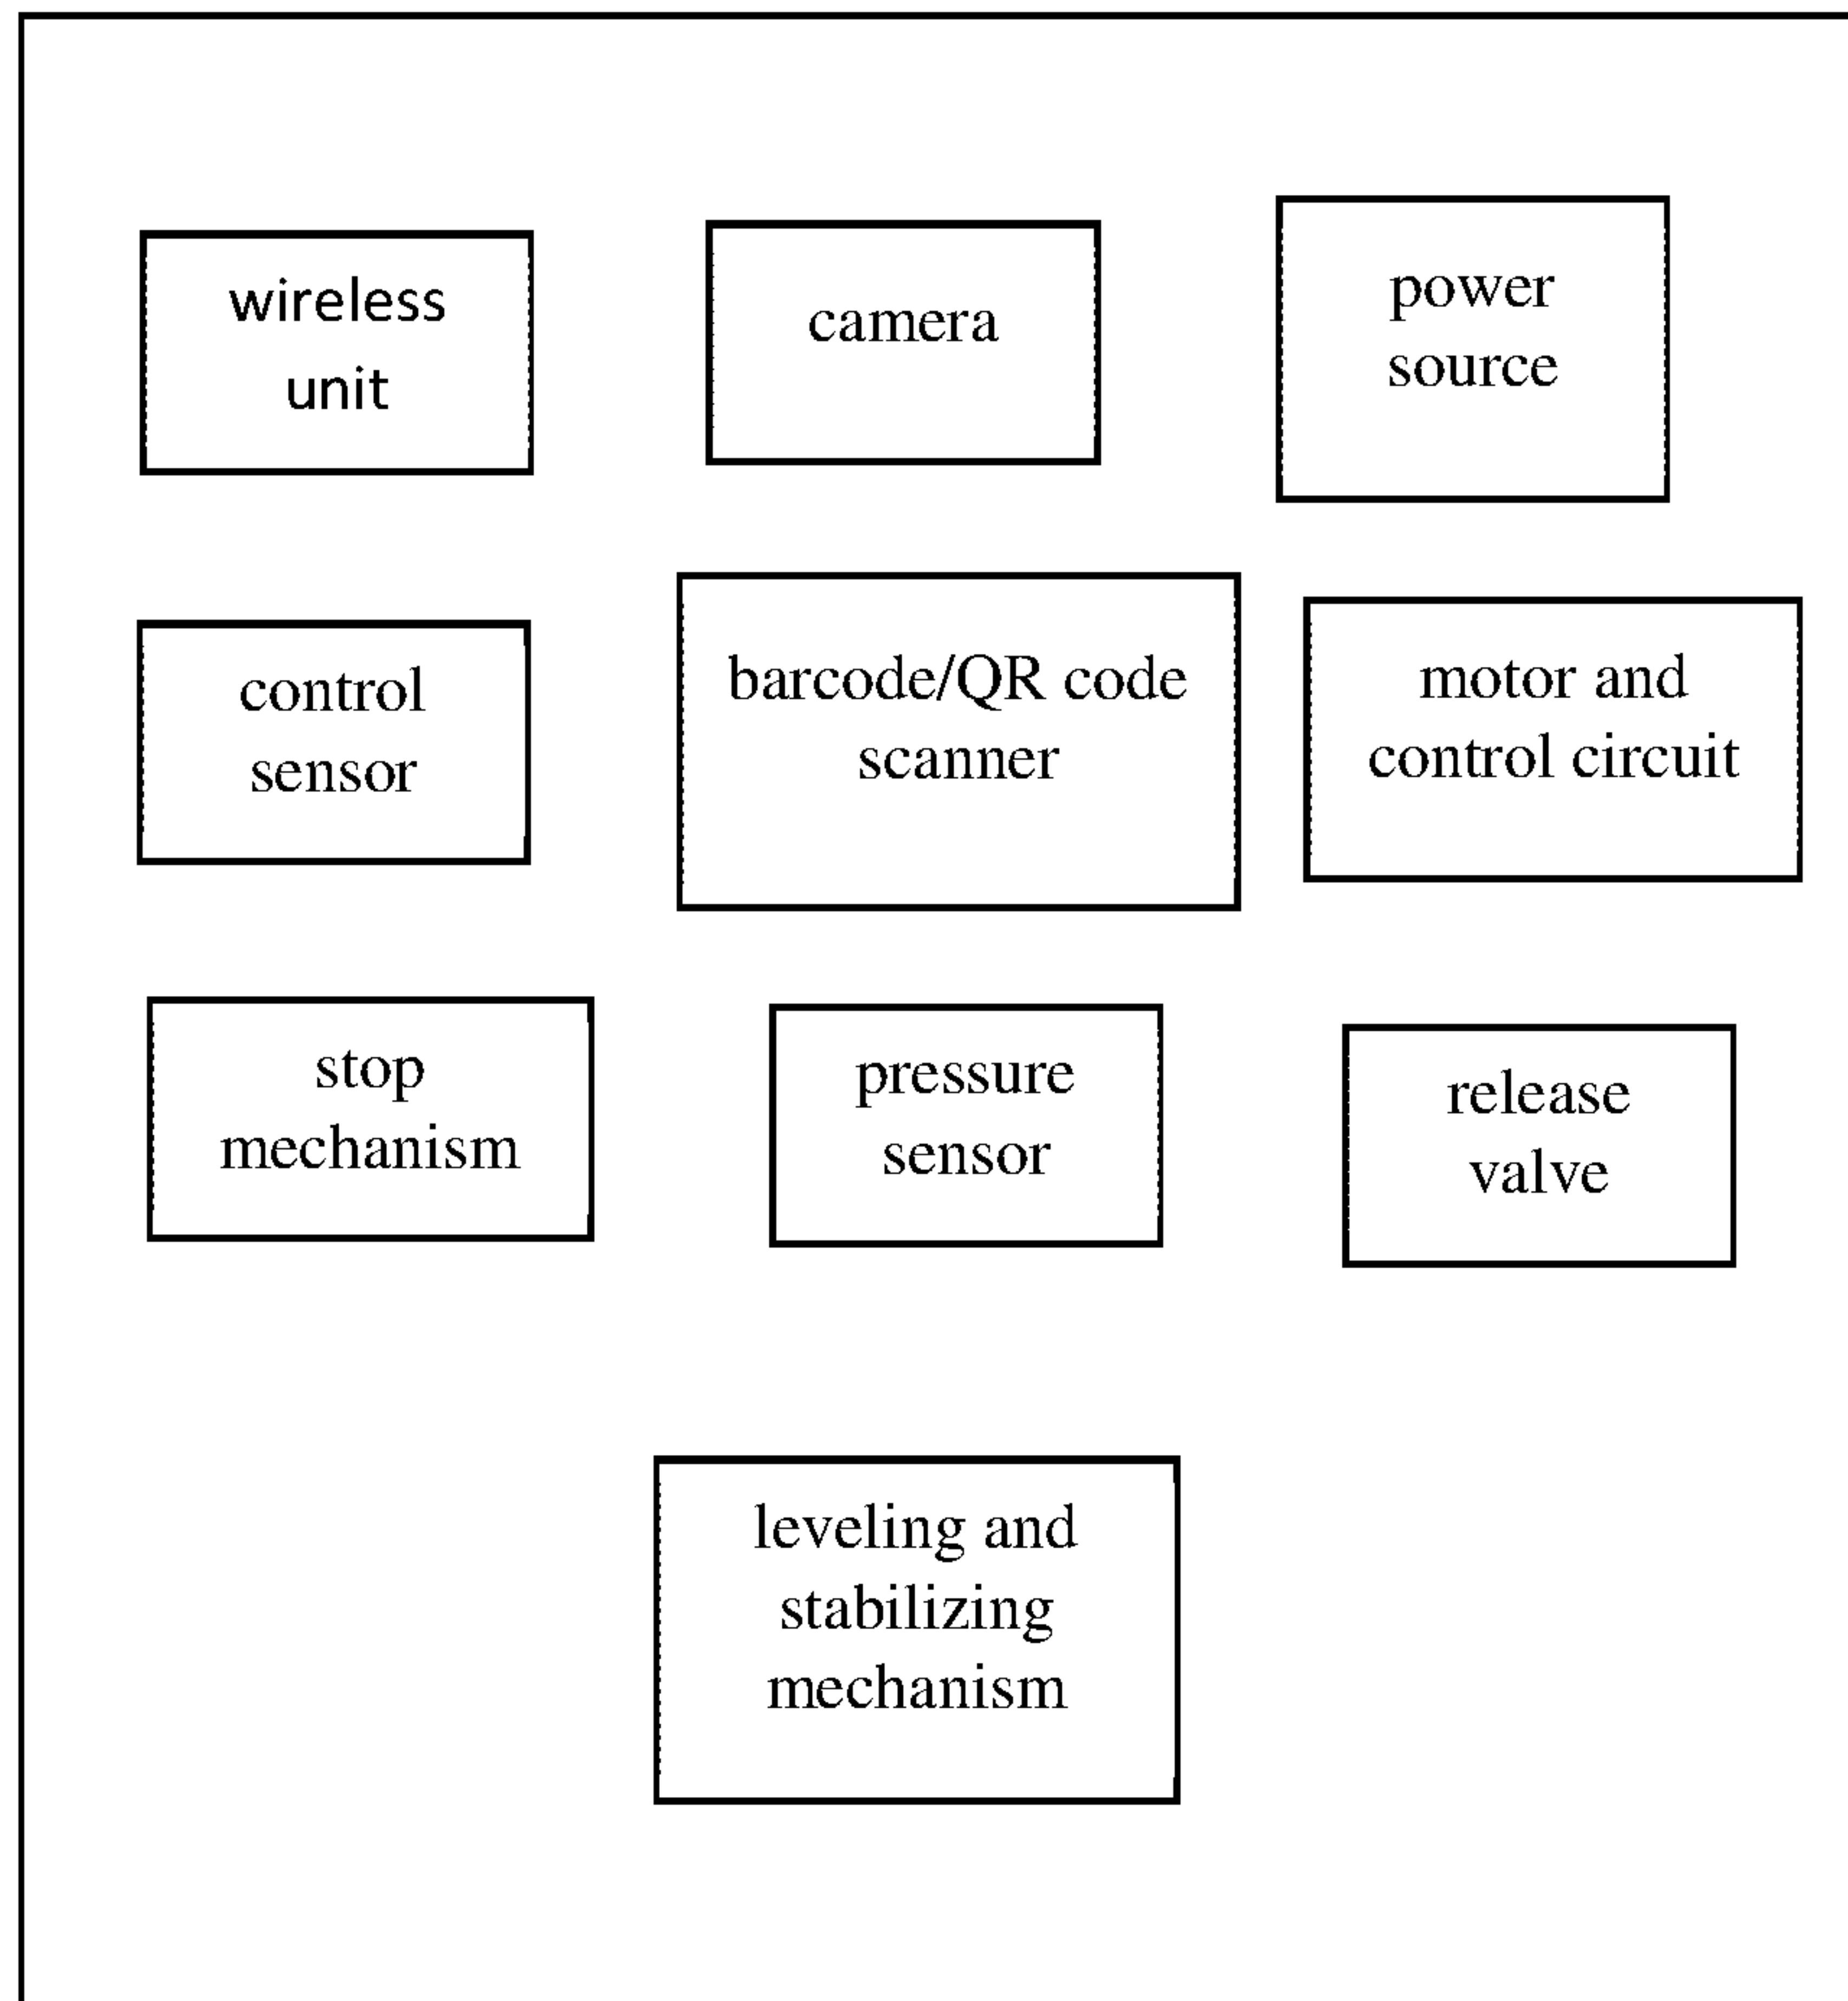 wireless
unit
camera
power
source
control
sensor
barcode/QR code
scanner
motor and
control circuit
stop
mechanism
pressure
sensor
release
valve
leveling and
stabilizing
mechanism